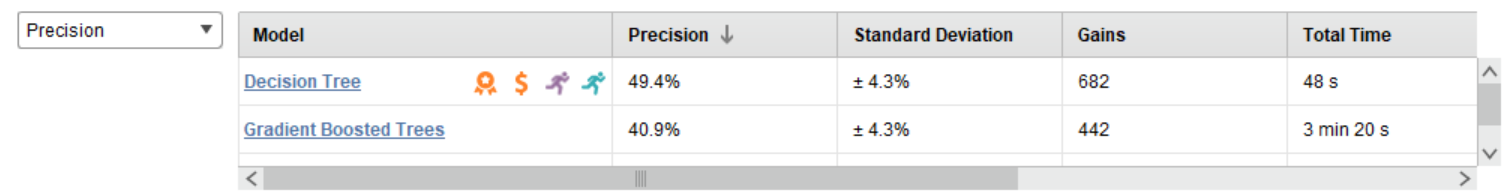 Precision
Model Precision Standard Deviation Gains Total Time
Decision Tree 49.4% ± 4.3% 682 48 s
Gradient Boosted Trees 40.9% ± 4.3% 442 3 min 20 s